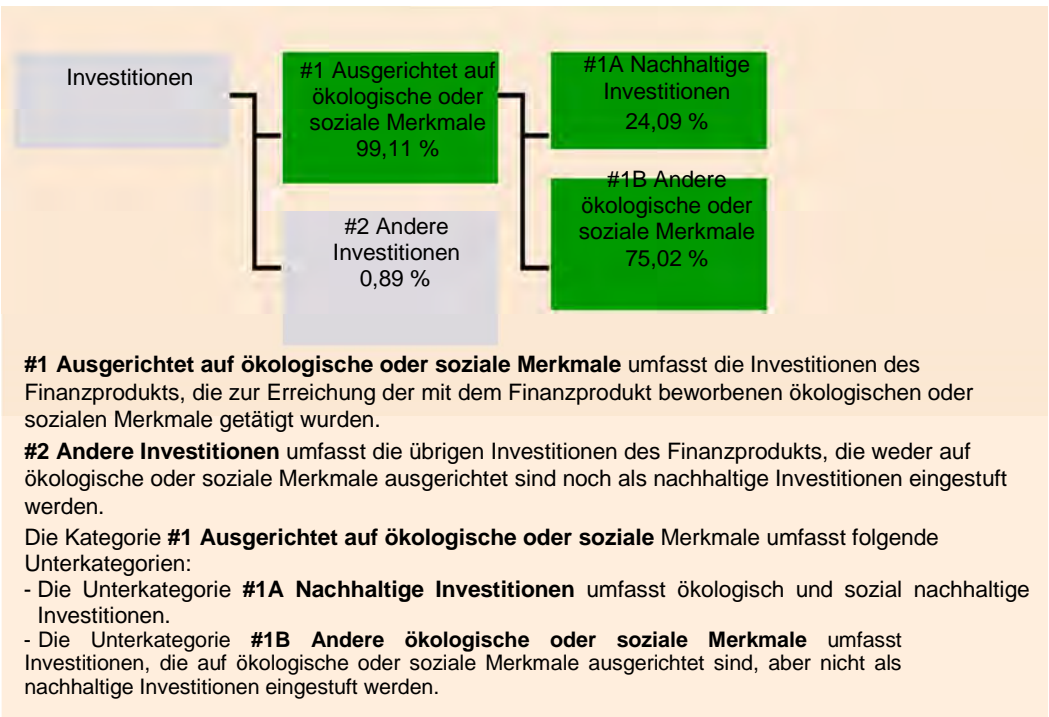 Investitionen
#1 Ausgerichtet auf
ökologische oder
soziale Merkmale
99,11 %
#2 Andere
Investitionen
0,89 %
#1A Nachhaltige
Investitionen
24,09 %
#1B Andere
ökologische oder
soziale Merkmale
75,02 %
#1 Ausgerichtet auf ökologische oder soziale Merkmale umfasst die Investitionen des
Finanzprodukts, die zur Erreichung der mit dem Finanzprodukt beworbenen ökologischen oder
sozialen Merkmale getätigt wurden.
#2 Andere Investitionen umfasst die übrigen Investitionen des Finanzprodukts, die weder auf
ökologische oder soziale Merkmale ausgerichtet sind noch als nachhaltige Investitionen eingestuft
werden.
Die Kategorie #1 Ausgerichtet auf ökologische oder soziale Merkmale umfasst folgende
Unterkategorien:
- Die Unterkategorie #1A Nachhaltige Investitionen umfasst ökologisch und sozial nachhaltige
Investitionen.
- Die Unterkategorie #1B Andere ökologische oder soziale Merkmale umfasst
Investitionen, die auf ökologische oder soziale Merkmale ausgerichtet sind, aber nicht als
nachhaltige Investitionen eingestuft werden.